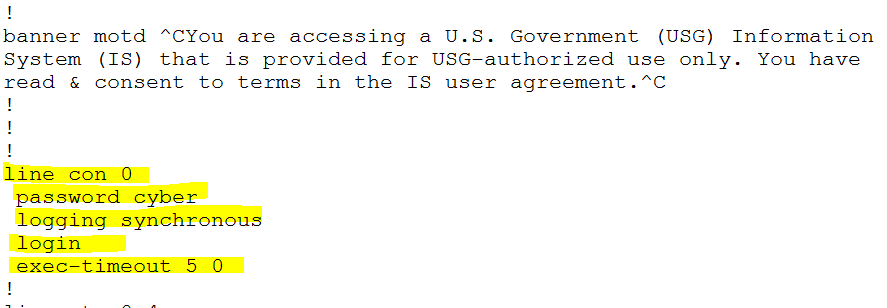 !
banner motd ^CYou are accessing a U.S. Government (USG) Information
System (IS) that is provided for USG-authorized use only. You have
read & consent to terms in the IS user agreement.^C
!
!
!
line con 0
password cyber
logging synchronous
login
exec-timeout 5 0
!